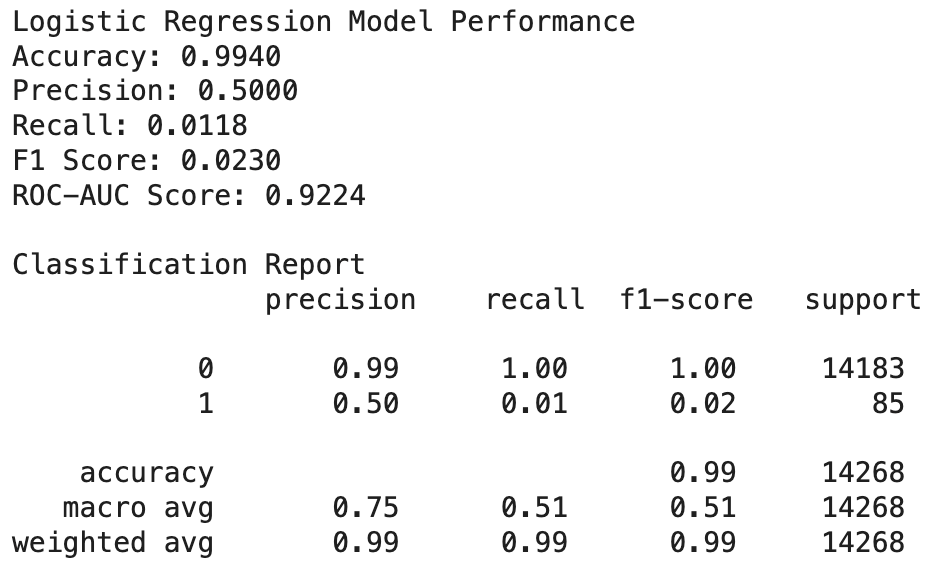 Logistic Regression Model Performance
Accuracy: 0.9940
Precision: 0.5000
Recall: 0.0118
F1 Score: 0.0230
ROC-AUC Score: 0.9224
Classification Report
precision recall f1-score support
0 0.99 1.00 1.00 14183
1 0.50 0.01 0.02 85
accuracy 0.99 14268
macro avg 0.75 0.51 0.51 14268
weighted avg 0.99 0.99 0.99 14268